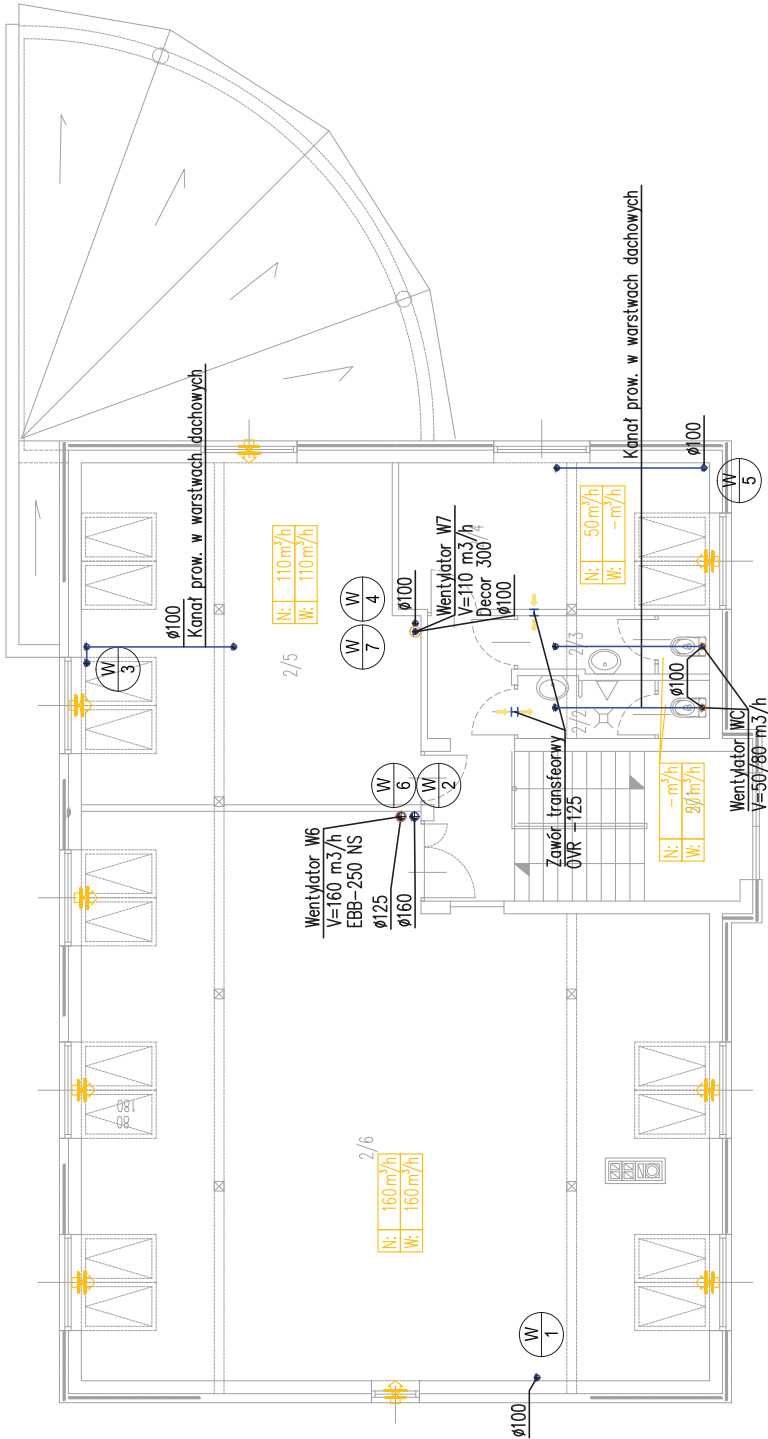 ø100
Kanał prow. w warstwach dachowych
W
3
N: 110 m³/h
W: 110 m³/h
2/5
W
4
W
7
ø100
Wentylator W7
V=110 m3/h
Decor 300
ø100
Kanał prow. w warstwach dachowych
ø100
W
5
N: 50 m³/h
W: – m³/h
2/3
2/2
ø100
Wentylator WC
V=50/80 m3/h
N: – m³/h
W: m³/h
Zawór transferowy
OVR –125
W
6
W
2
Wentylator W6
V=160 m3/h
EBB–250 NS
ø125
ø160
80
180
2/6
N: 160 m³/h
W: 160 m³/h
W
1
ø100